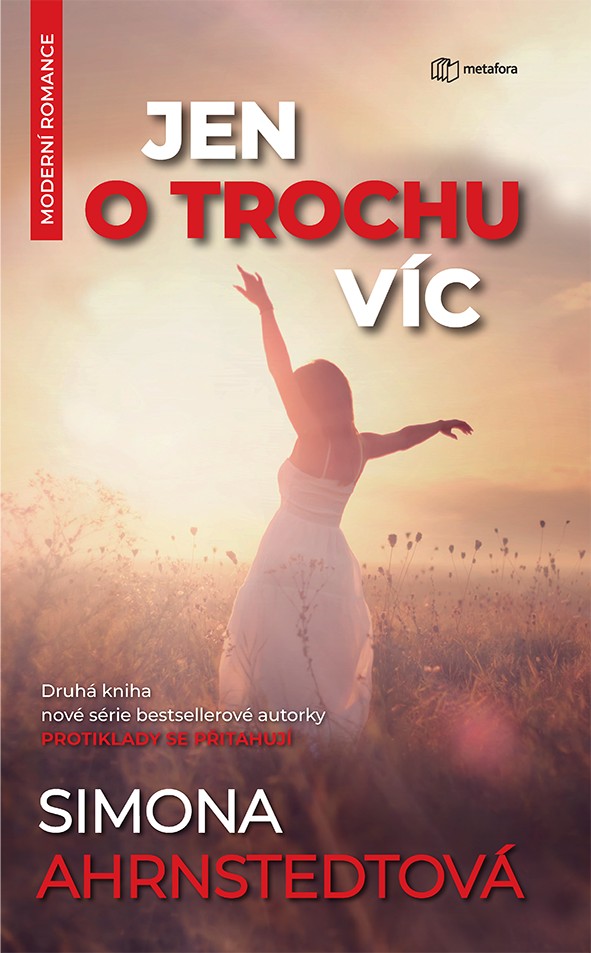 MODERNÍ ROMANCE
metafora
JEN
O TROCHU
VÍC
Druhá kniha
nové série bestsellerové autorky
PROTIKLADY SE PŘITAHUJÍ
SIMONA
AHRNSTEDTOVÁ